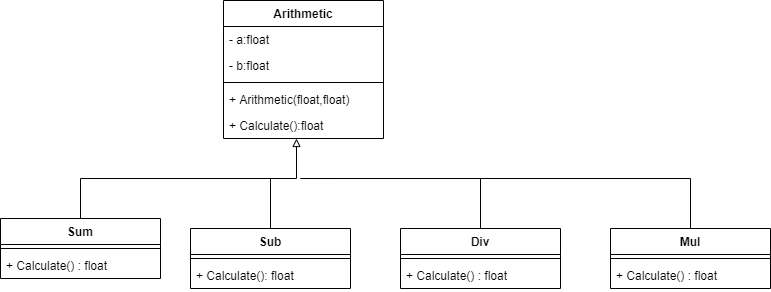 Arithmetic
- a:float
- b:float
+ Arithmetic(float,float)
+ Calculate():float
Sum
+ Calculate() : float
Sub
+ Calculate(): float
Div
+ Calculate() : float
Mul
+ Calculate() : float